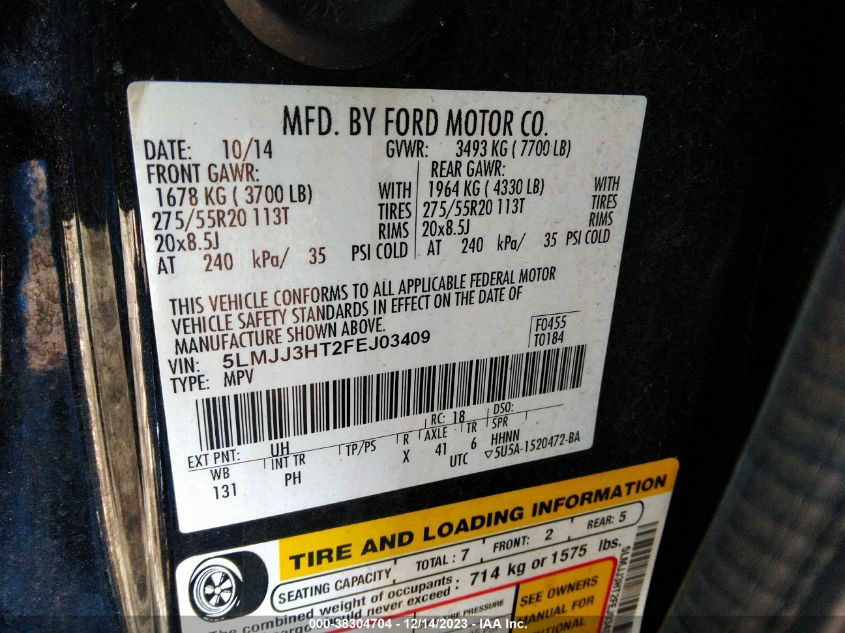 MFD. BY FORD MOTOR CO.
DATE: 10/14 GVWR: 3493 KG ( 7700 LB)
FRONT GAWR: REAR GAWR:
1678 KG ( 3700 LB) WITH 1964 KG ( 4330 LB) WITH
275/55R20 113T TIRES 275/55R20 113T TIRES
20x8.5J RIMS 20x8.5J RIMS
AT 240 kPa/ 35 PSI COLD AT 240 kPa/ 35 PSI COLD
THIS VEHICLE CONFORMS TO ALL APPLICABLE FEDERAL MOTOR
VEHICLE SAFETY STANDARDS IN EFFECT ON THE DATE OF
MANUFACTURE SHOWN ABOVE.
F0455
T0184
VIN: 5LMJJ3HT2FEJ03409
TYPE: MPV
EXT PNT: UH RC: 18 DSO:
WB INT TR TP/PS R AXLE TR SPR
131 PH X 41 6 HHNN
UTC ▽5U5A-1520472-BA
TIRE AND LOADING INFORMATION
SEATING CAPACITY TOTAL : 7 FRONT: 2 REAR: 5
The combined weight of occupants
should never exceed : 714 kg or 1575 lbs.
SEE OWNERS
MANUAL FOR
000-38304704 - 12/14/2023 - IAA Inc.